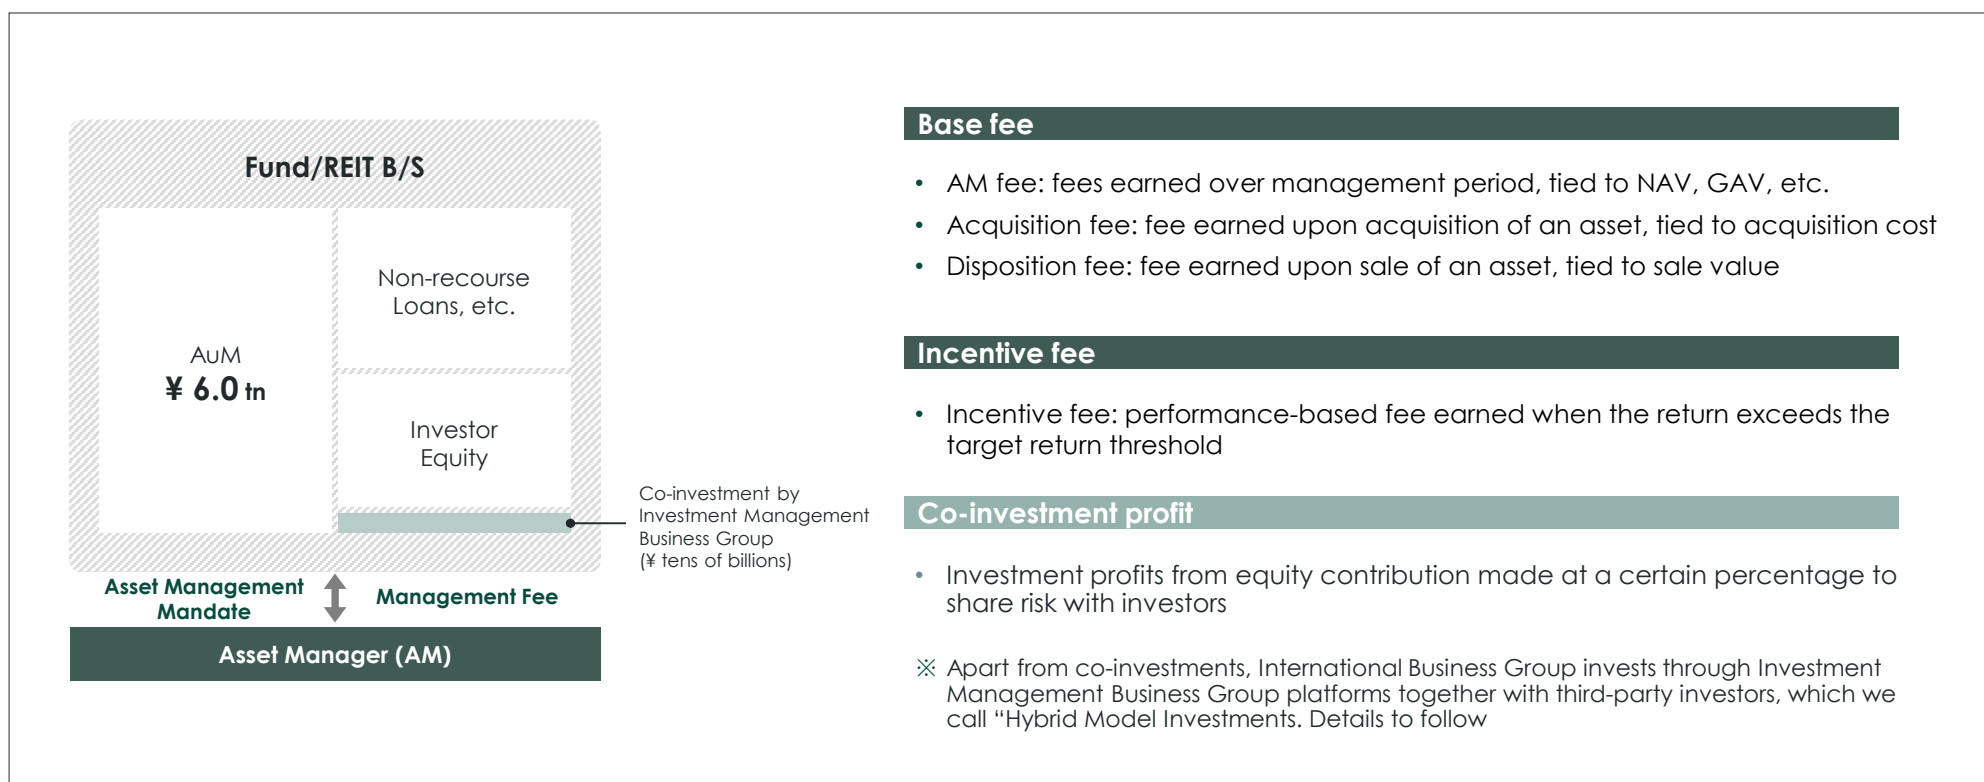 Fund/REIT B/S
AuM
¥ 6.0 tn
Non-recourse
Loans, etc.
Investor
Equity
Co-investment by
Investment Management
Business Group
(¥ tens of billions)
Asset Management
Mandate
Management Fee
Asset Manager (AM)
Base fee
• AM fee: fees earned over management period, tied to NAV, GAV, etc.
• Acquisition fee: fee earned upon acquisition of an asset, tied to acquisition cost
• Disposition fee: fee earned upon sale of an asset, tied to sale value
Incentive fee
• Incentive fee: performance-based fee earned when the return exceeds the
target return threshold
Co-investment profit
• Investment profits from equity contribution made at a certain percentage to
share risk with investors
※ Apart from co-investments, International Business Group invests through Investment
Management Business Group platforms together with third-party investors, which we
call “Hybrid Model Investments. Details to follow